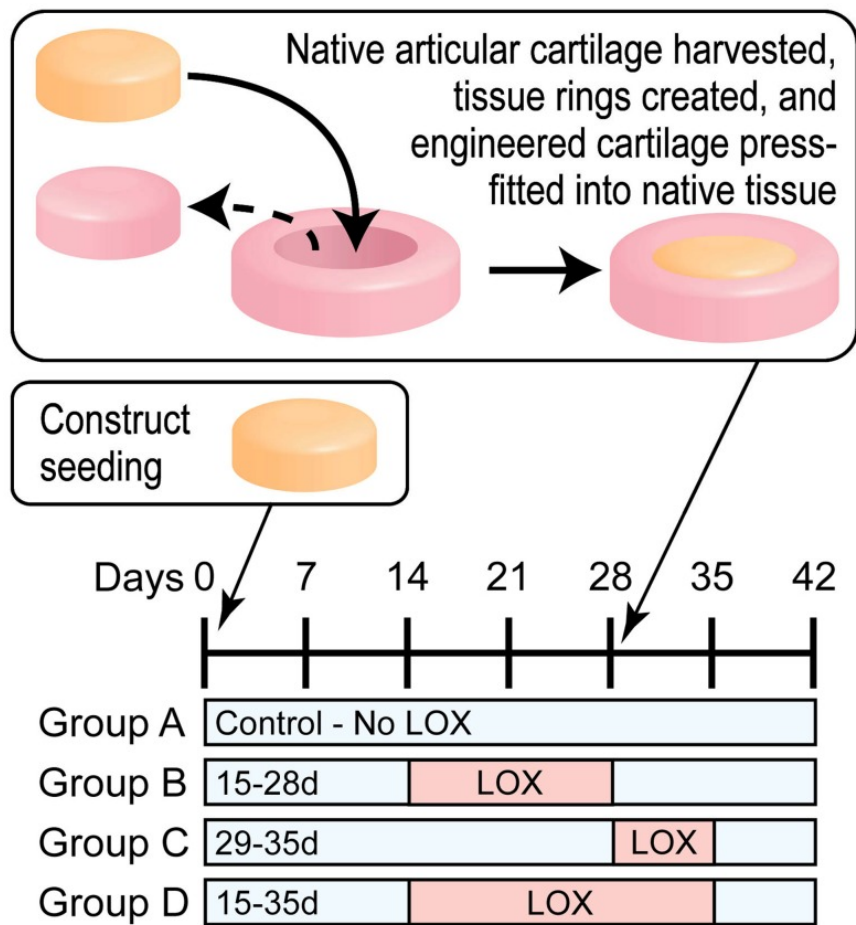 Native articular cartilage harvested,
tissue rings created, and
engineered cartilage press-
fitted into native tissue
Construct
seeding
Days 0 7 14 21 28 35 42
Group A Control - No LOX
Group B 15-28d LOX
Group C 29-35d LOX
Group D 15-35d LOX